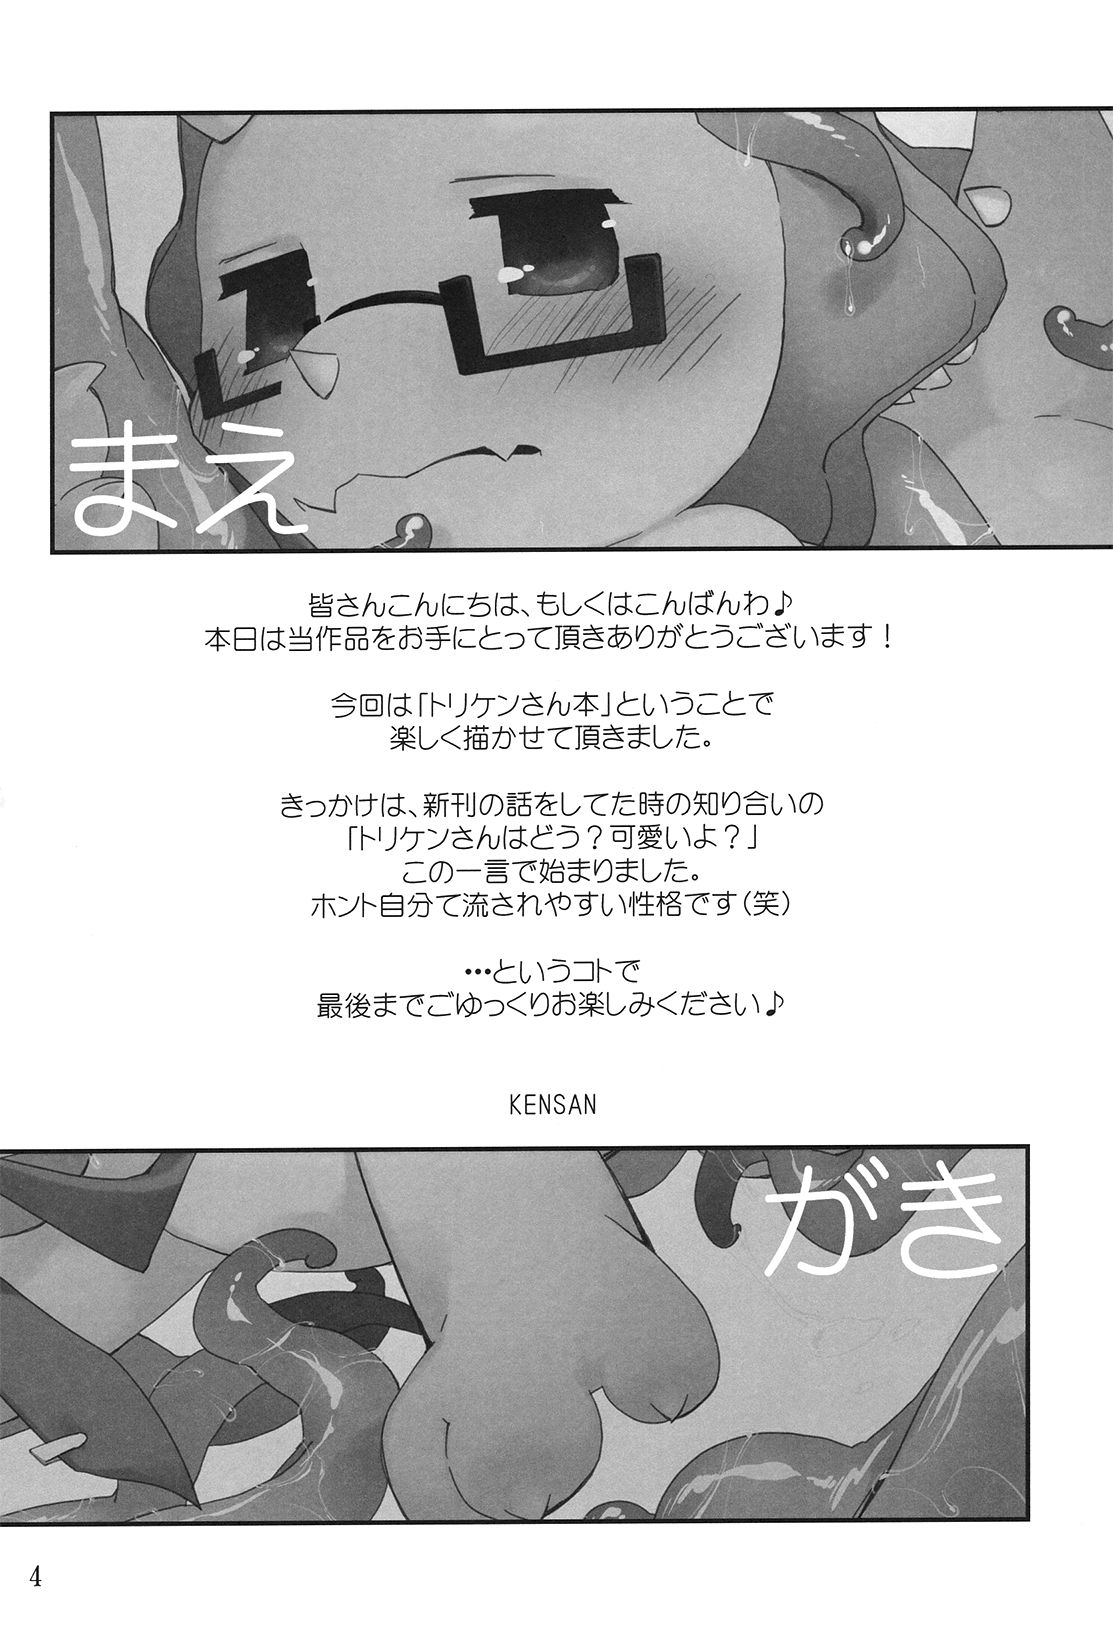 まえ
皆さんこんにちは、もしくはこんばんわ♪
本日は当作品をお手にとって頂きありがとうございます！
今回は「トリケンさん本」ということで
楽しく描かせて頂きました。
きっかけは、新刊の話をしてた時の知り合いの
「トリケンさんはどう？可愛いよ？」
この一言で始まりました。
ホント自分て流されやすい性格です（笑）
…というコトで
最後までごゆっくりお楽しみください♪
KENSAN
がき
4